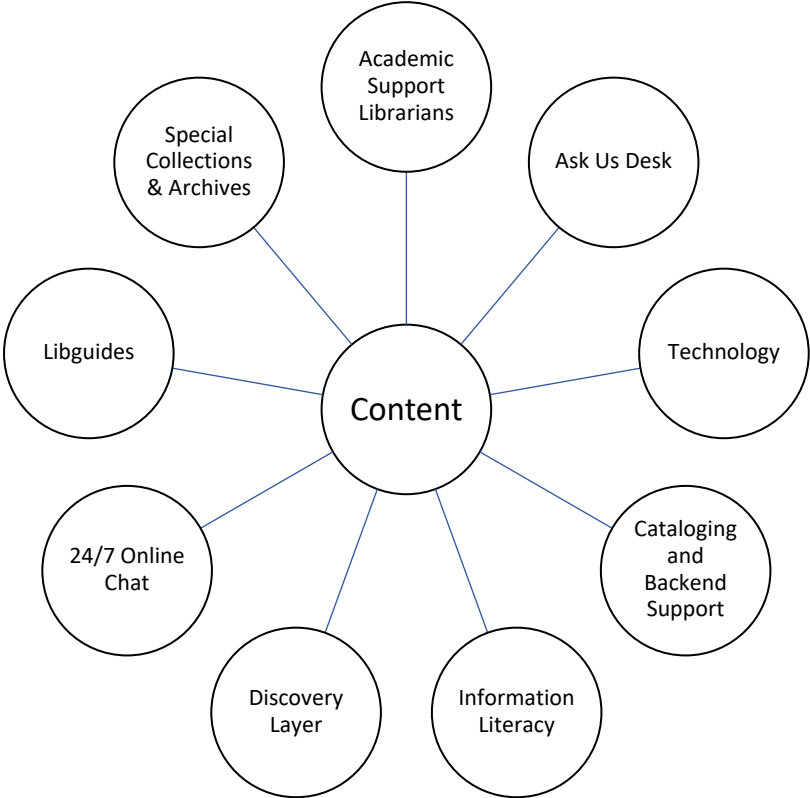 Academic
Support
Librarians
Special
Collections
& Archives
Ask Us Desk
Libguides
Technology
Content
24/7 Online
Chat
Cataloging
and
Backend
Support
Discovery
Layer
Information
Literacy